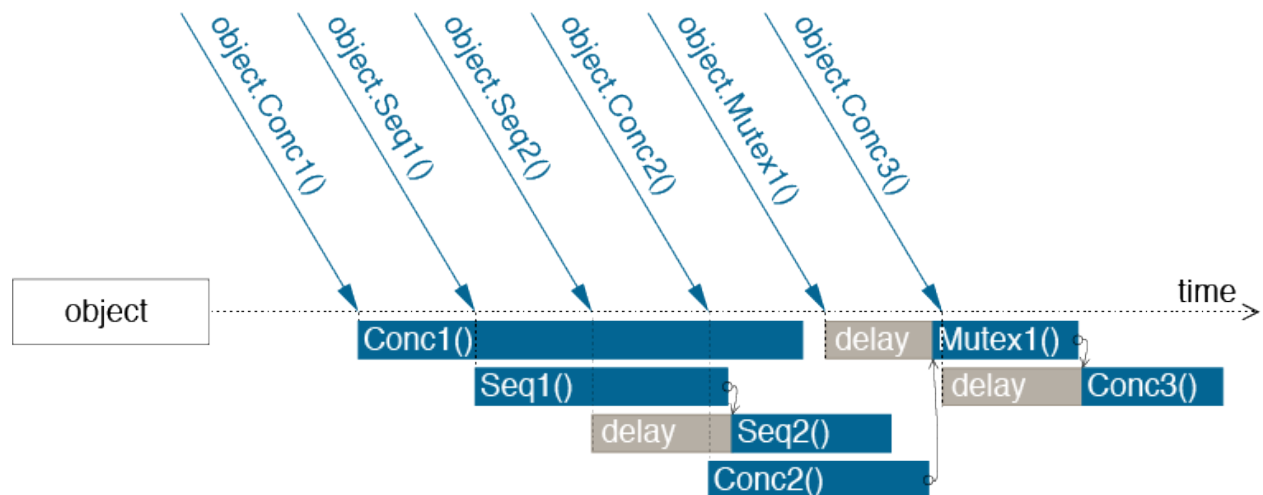 object.Conc1()
object.Seq1()
object.Seq2()
object.Conc2()
object.Mutex1()
object.Conc3()
object
time
Conc1()
delay
Mutex1()
Seq1()
delay
Conc3()
delay
Seq2()
Conc2()